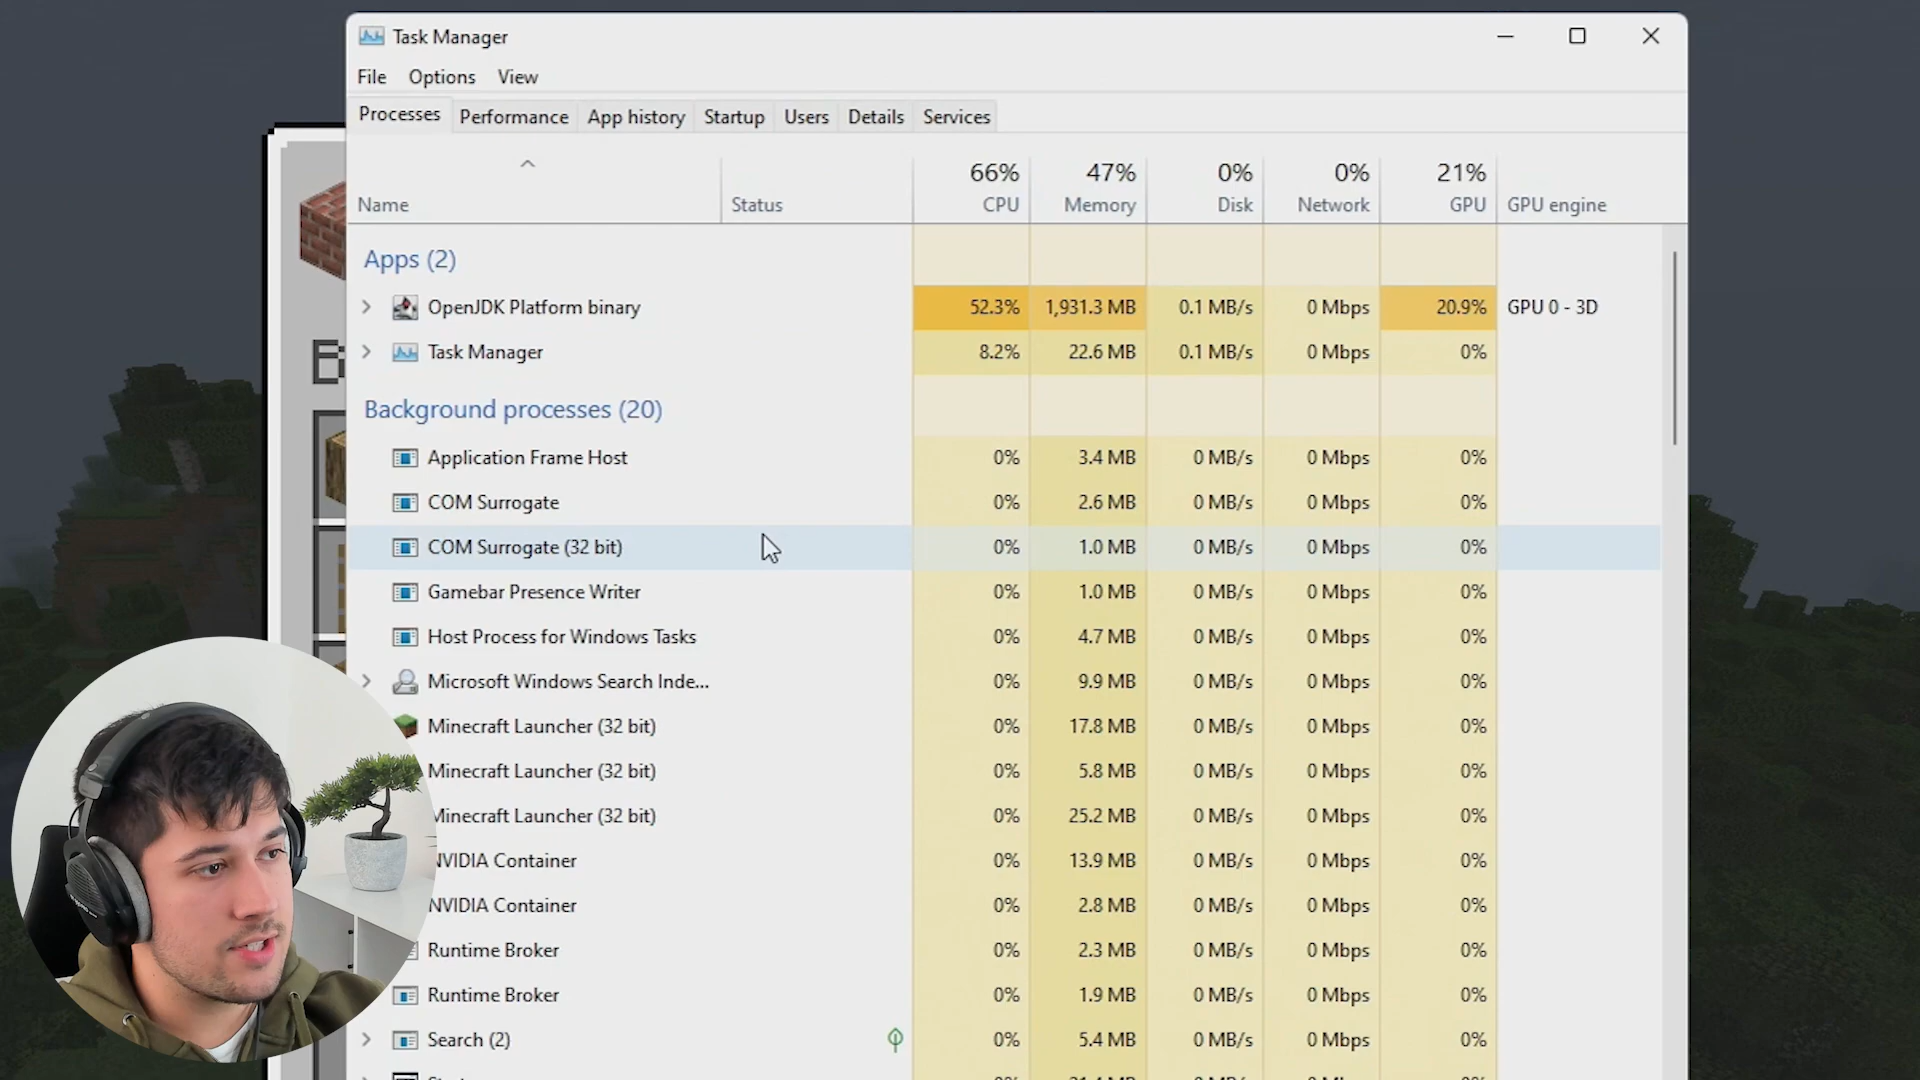 Task Manager
File Options View
Processes Performance App history Startup Users Details Services
66% 47% 0% 0% 21%
Name Status CPU Memory Disk Network GPU GPU engine
Apps (2)
OpenJDK Platform binary 52.3% 1,931.3 MB 0.1 MB/s 0 Mbps 20.9% GPU 0 - 3D
Task Manager 8.2% 22.6 MB 0.1 MB/s 0 Mbps 0%
Background processes (20)
Application Frame Host 0% 3.4 MB 0 MB/s 0 Mbps 0%
COM Surrogate 0% 2.6 MB 0 MB/s 0 Mbps 0%
COM Surrogate (32 bit) 0% 1.0 MB 0 MB/s 0 Mbps 0%
Gamebar Presence Writer 0% 1.0 MB 0 MB/s 0 Mbps 0%
Host Process for Windows Tasks 0% 4.7 MB 0 MB/s 0 Mbps 0%
Microsoft Windows Search Inde... 0% 9.9 MB 0 MB/s 0 Mbps 0%
Minecraft Launcher (32 bit) 0% 17.8 MB 0 MB/s 0 Mbps 0%
Minecraft Launcher (32 bit) 0% 5.8 MB 0 MB/s 0 Mbps 0%
Minecraft Launcher (32 bit) 0% 25.2 MB 0 MB/s 0 Mbps 0%
NVIDIA Container 0% 13.9 MB 0 MB/s 0 Mbps 0%
NVIDIA Container 0% 2.8 MB 0 MB/s 0 Mbps 0%
Runtime Broker 0% 2.3 MB 0 MB/s 0 Mbps 0%
Runtime Broker 0% 1.9 MB 0 MB/s 0 Mbps 0%
Search (2) 0% 5.4 MB 0 MB/s 0 Mbps 0%